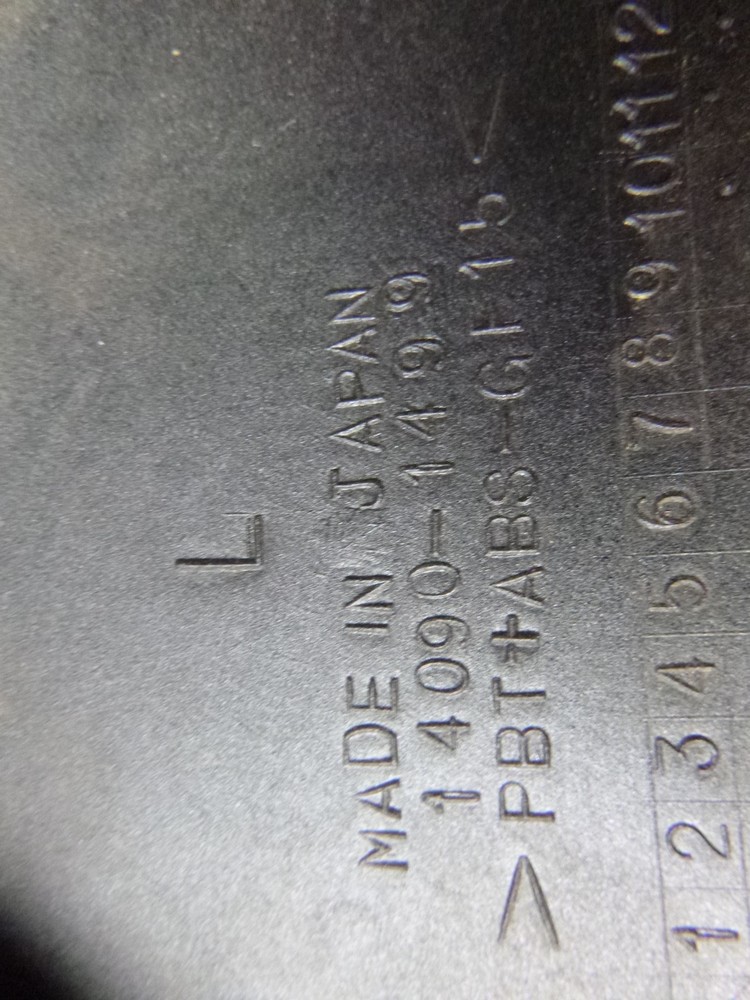 L
MADE IN JAPAN
14090-1499
>PBT+ABS-GF15<
1 2 3 4 5 6 7 8 9 10 11 12